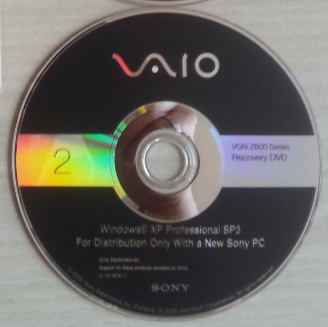 VAIO
2
VGN-Z600 Series
Recovery DVD
Windows® XP Professional SP3
For Distribution Only With a New Sony PC
Sony Electronics Inc.
SONY